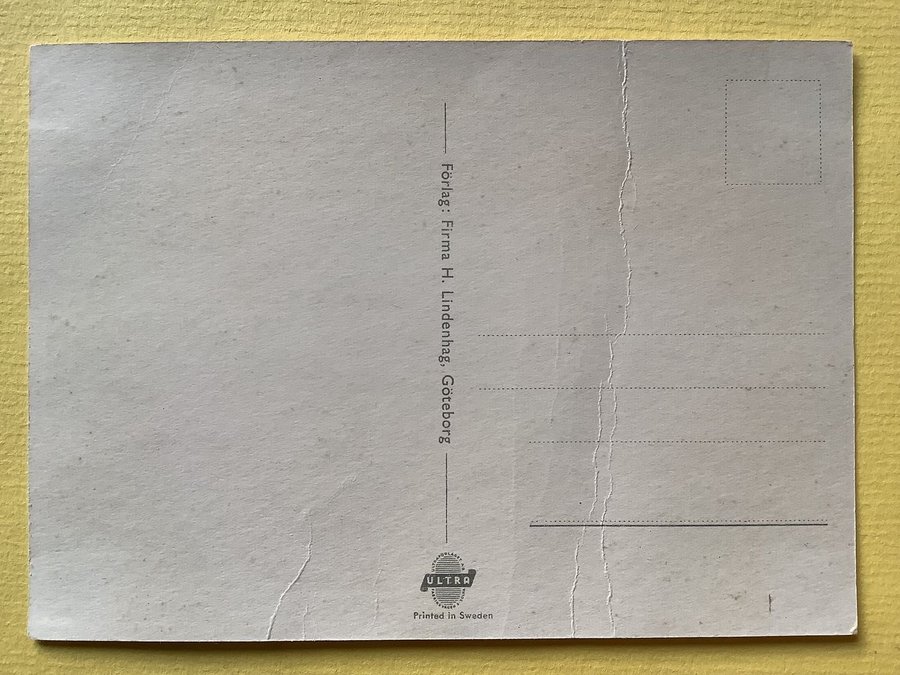 Förlag: Firma H. Lindenhag, Göteborg
ULTRA
Printed in Sweden